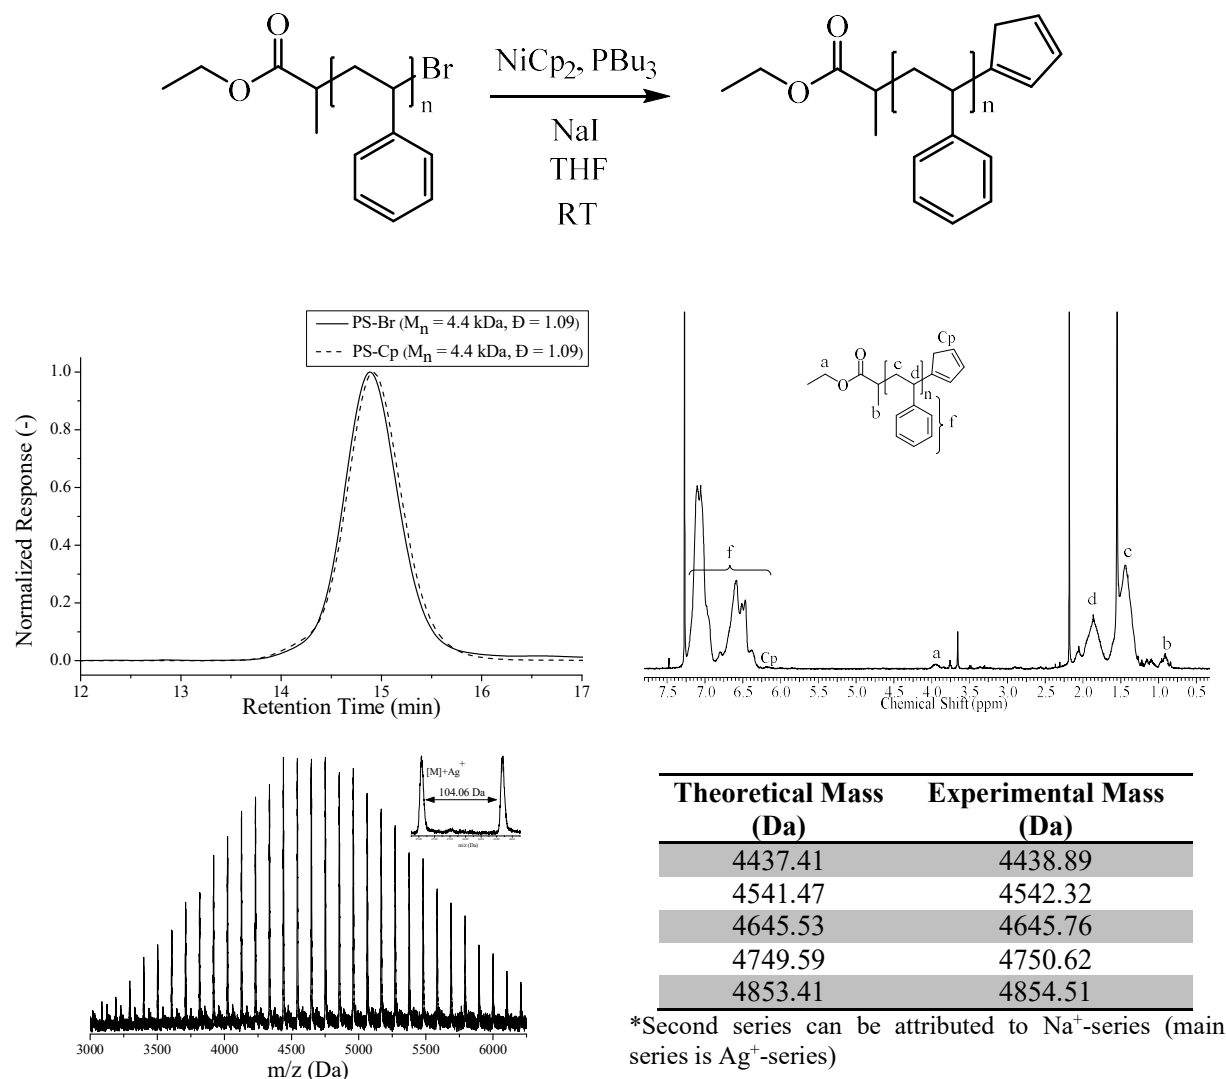 O
O
Br
n
NiCp2, PBu3
NaI
THF
RT
O
O
n
PS-Br (Mn = 4.4 kDa, Đ = 1.09)
PS-Cp (Mn = 4.4 kDa, Đ = 1.09)
1.0
0.8
0.6
0.4
0.2
0.0
Normalized Response (-)
12 13 14 15 16 17
Retention Time (min)
Cp
a
O
O
c
d
n
b
f
f
Cp
a
d
c
b
7.5 7.0 6.5 6.0 5.5 5.0 4.5 4.0 3.5 3.0 2.5 2.0 1.5 1.0 0.5
Chemical Shift (ppm)
[M]+Ag+
104.06 Da
m/z (Da)
3000 3500 4000 4500 5000 5500 6000
m/z (Da)
Theoretical Mass (Da) Experimental Mass (Da)
4437.41 4438.89
4541.47 4542.32
4645.53 4645.76
4749.59 4750.62
4853.41 4854.51
*Second series can be attributed to Na+-series (main
series is Ag+-series)